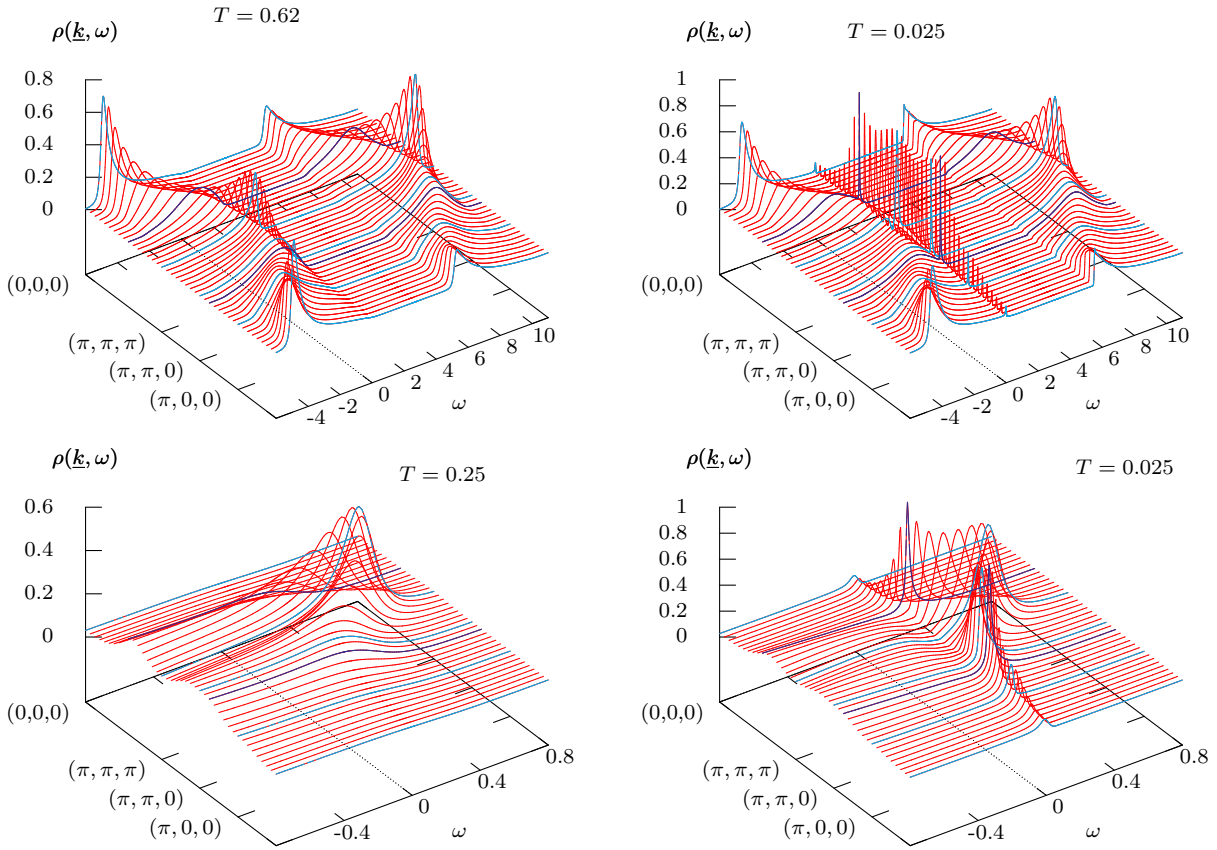 T = 0.62
ρ(k, ω)
0.8
0.6
0.4
0.2
0
(0,0,0)
(π, π, π)
(π, π, 0)
(π, 0, 0)
-4
-2
0
2
4
6
8
10
ω
T = 0.025
ρ(k, ω)
1
0.8
0.6
0.4
0.2
0
(0,0,0)
(π, π, π)
(π, π, 0)
(π, 0, 0)
-4
-2
0
2
4
6
8
10
ω
T = 0.25
ρ(k, ω)
0.6
0.4
0.2
0
(0,0,0)
(π, π, π)
(π, π, 0)
(π, 0, 0)
-0.4
0
0.4
0.8
ω
T = 0.025
ρ(k, ω)
1
0.8
0.6
0.4
0.2
0
(0,0,0)
(π, π, π)
(π, π, 0)
(π, 0, 0)
-0.4
0
0.4
0.8
ω